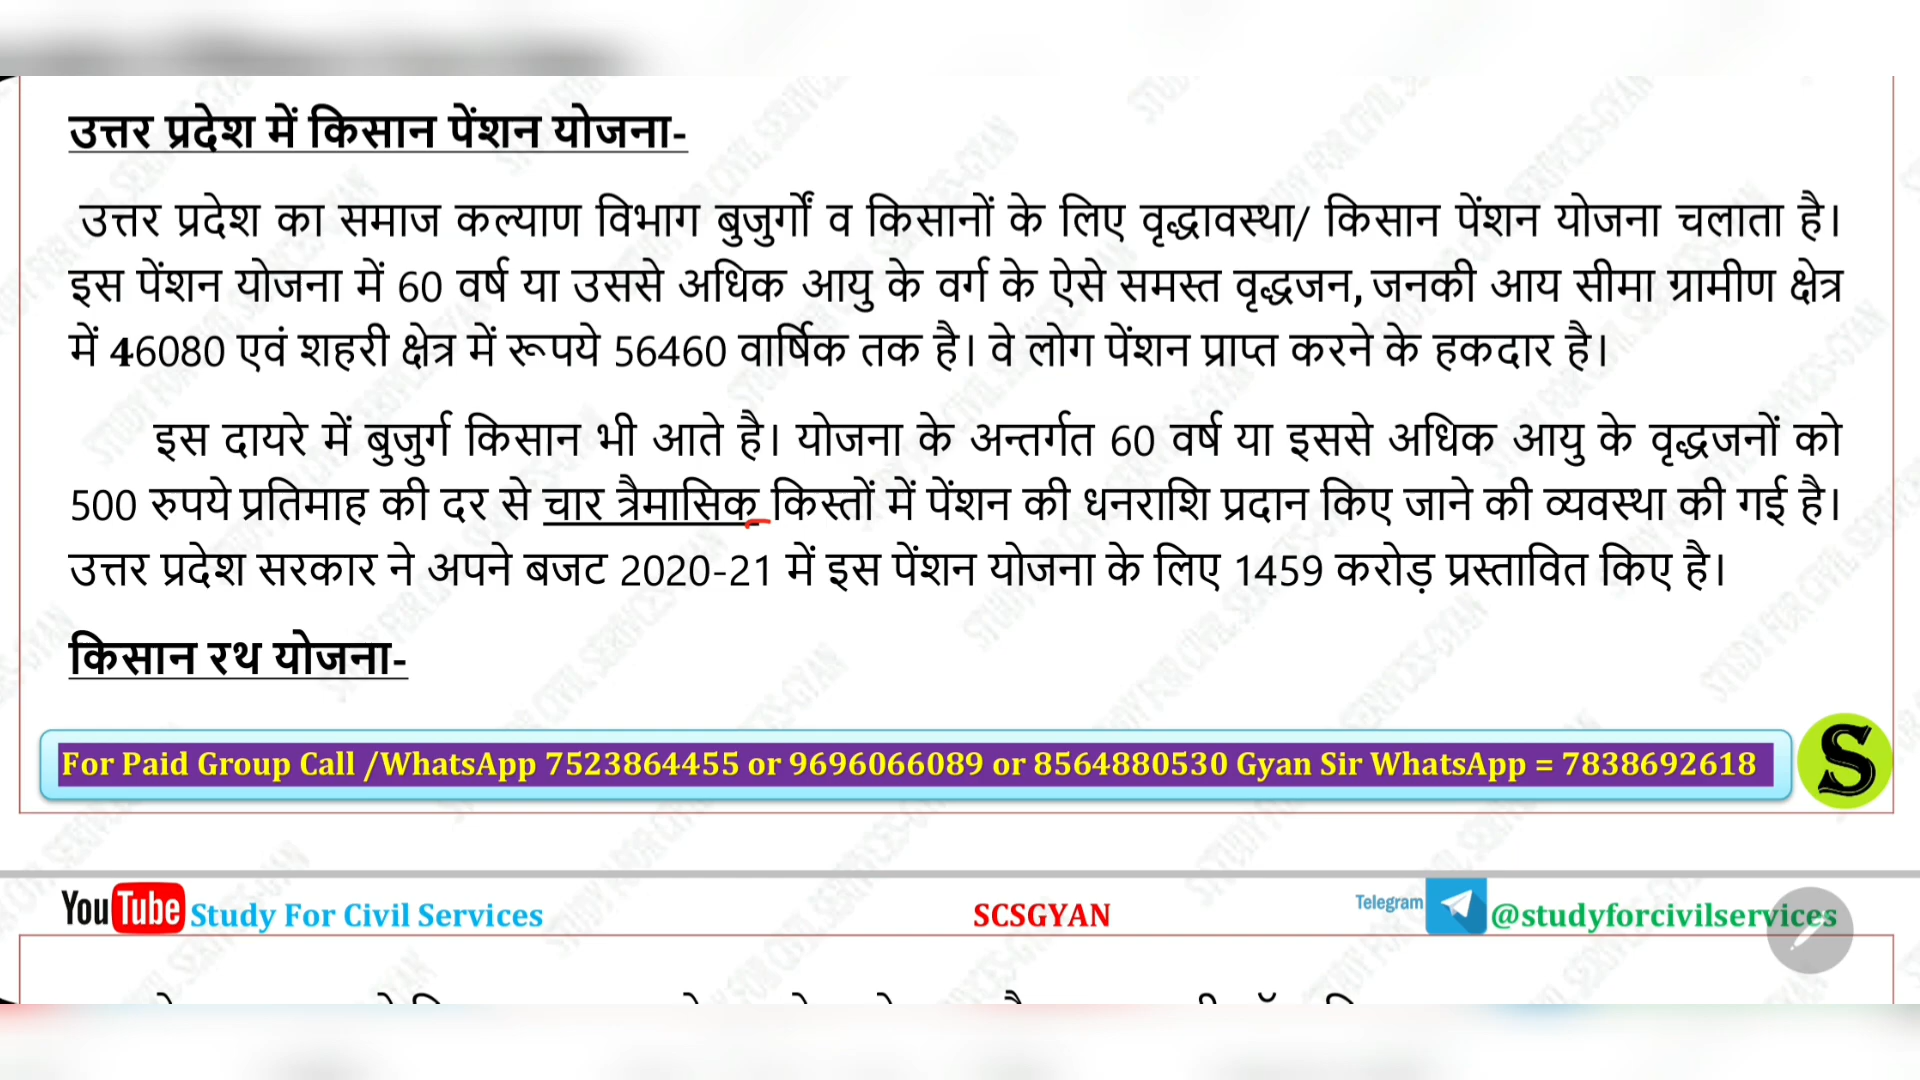 उत्तर प्रदेश में किसान पेंशन योजना-
उत्तर प्रदेश का समाज कल्याण विभाग बुजुर्गों व किसानों के लिए वृद्धावस्था/ किसान पेंशन योजना चलाता है।
इस पेंशन योजना में 60 वर्ष या उससे अधिक आयु के वर्ग के ऐसे समस्त वृद्धजन, जनकी आय सीमा ग्रामीण क्षेत्र
में 46080 एवं शहरी क्षेत्र में रूपये 56460 वार्षिक तक है। वे लोग पेंशन प्राप्त करने के हकदार है।
इस दायरे में बुजुर्ग किसान भी आते है। योजना के अन्तर्गत 60 वर्ष या इससे अधिक आयु के वृद्धजनों को
500 रुपये प्रतिमाह की दर से चार त्रैमासिक किस्तों में पेंशन की धनराशि प्रदान किए जाने की व्यवस्था की गई है।
उत्तर प्रदेश सरकार ने अपने बजट 2020-21 में इस पेंशन योजना के लिए 1459 करोड़ प्रस्तावित किए है।
किसान रथ योजना-
For Paid Group Call /WhatsApp 7523864455 or 9696066089 or 8564880530 Gyan Sir WhatsApp = 7838692618
S
YouTube Study For Civil Services SCSGYAN Telegram @studyforcivilservices